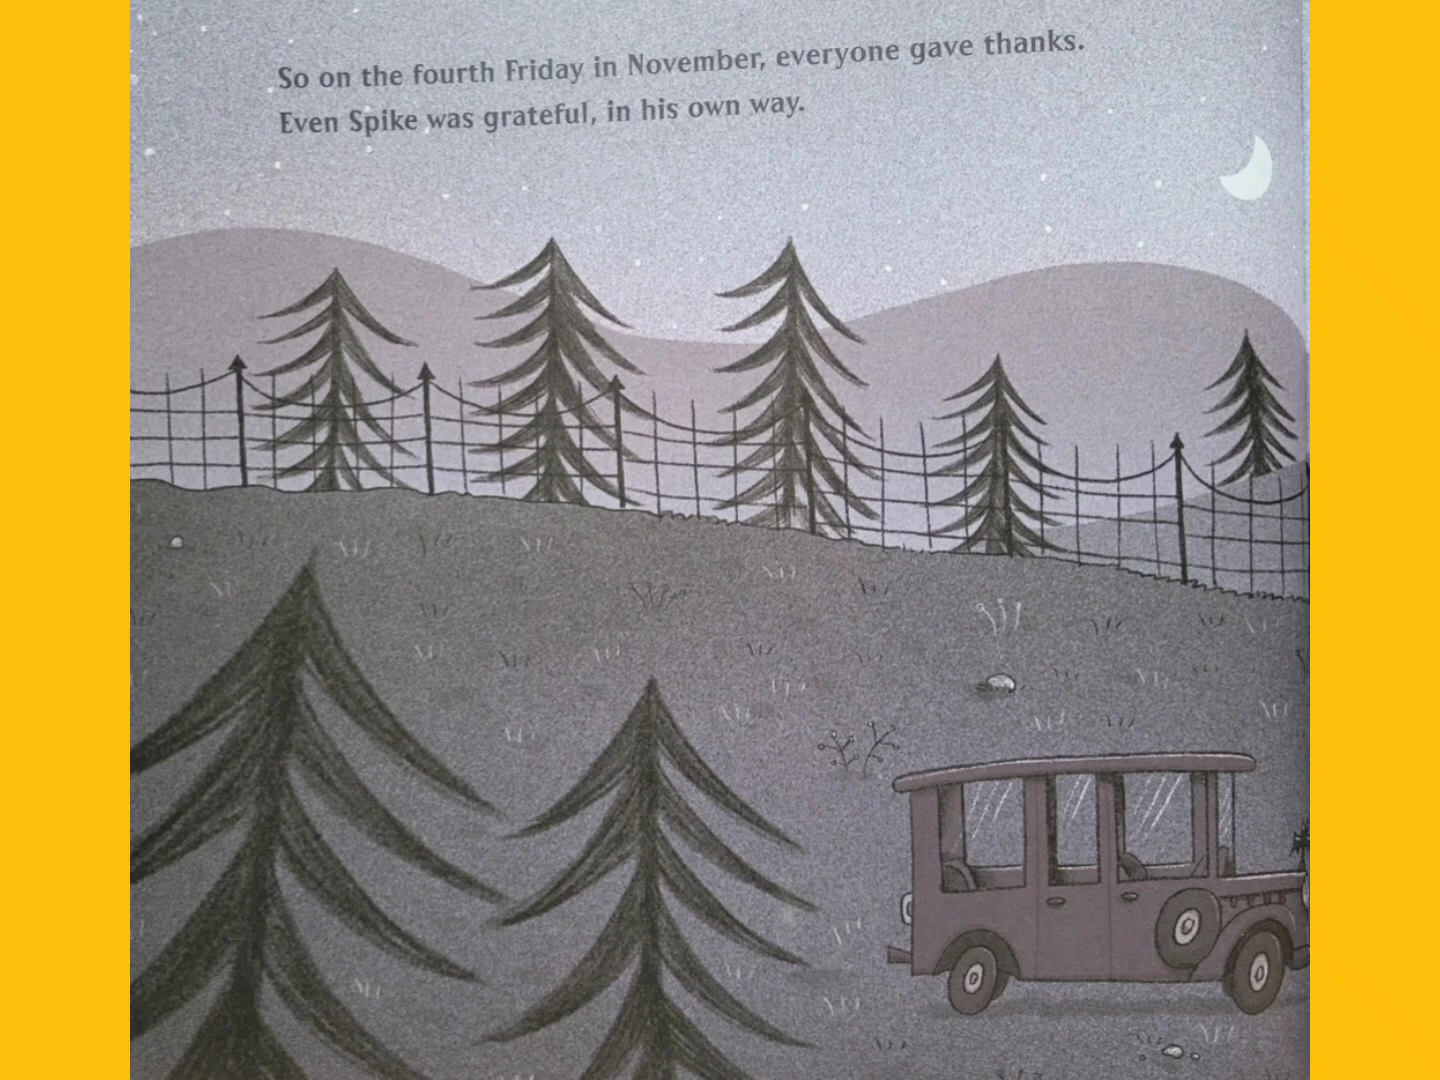 So on the fourth Friday in November, everyone gave thanks.
Even Spike was grateful, in his own way.